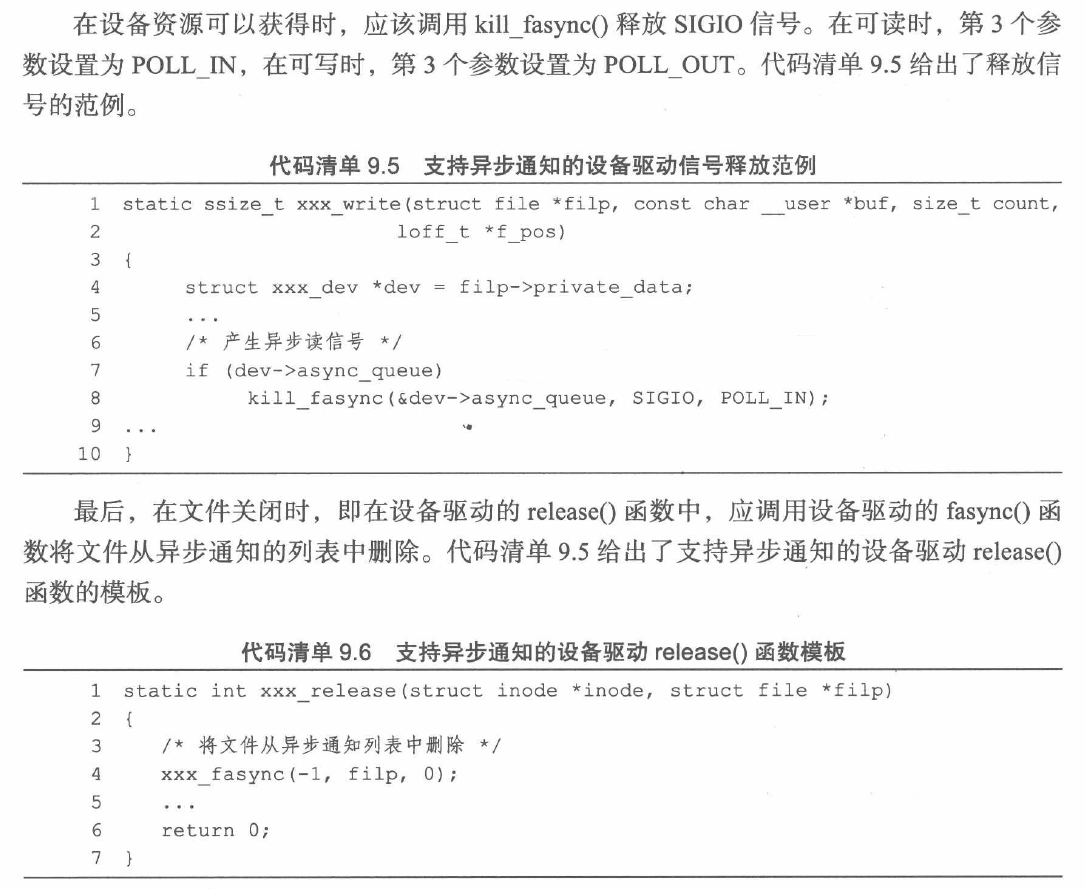 在设备资源可以获得时，应该调用 kill_fasync() 释放 SIGIO 信号。在可读时，第 3 个参
数设置为 POLL_IN，在可写时，第 3 个参数设置为 POLL_OUT。代码清单 9.5 给出了释放信
号的范例。
代码清单 9.5 支持异步通知的设备驱动信号释放范例
1 static ssize_t xxx_write(struct file *filp, const char __user *buf, size_t count,
2 loff_t *f_pos)
3 {
4 struct xxx_dev *dev = filp->private_data;
5 ...
6 /* 产生异步读信号 */
7 if (dev->async_queue)
8 kill_fasync(&dev->async_queue, SIGIO, POLL_IN);
9 ...
10 }
最后，在文件关闭时，即在设备驱动的 release() 函数中，应调用设备驱动的 fasync() 函
数将文件从异步通知的列表中删除。代码清单 9.5 给出了支持异步通知的设备驱动 release()
函数的模板。
代码清单 9.6 支持异步通知的设备驱动 release() 函数模板
1 static int xxx_release(struct inode *inode, struct file *filp)
2 {
3 /* 将文件从异步通知列表中删除 */
4 xxx_fasync(-1, filp, 0);
5 ...
6 return 0;
7 }